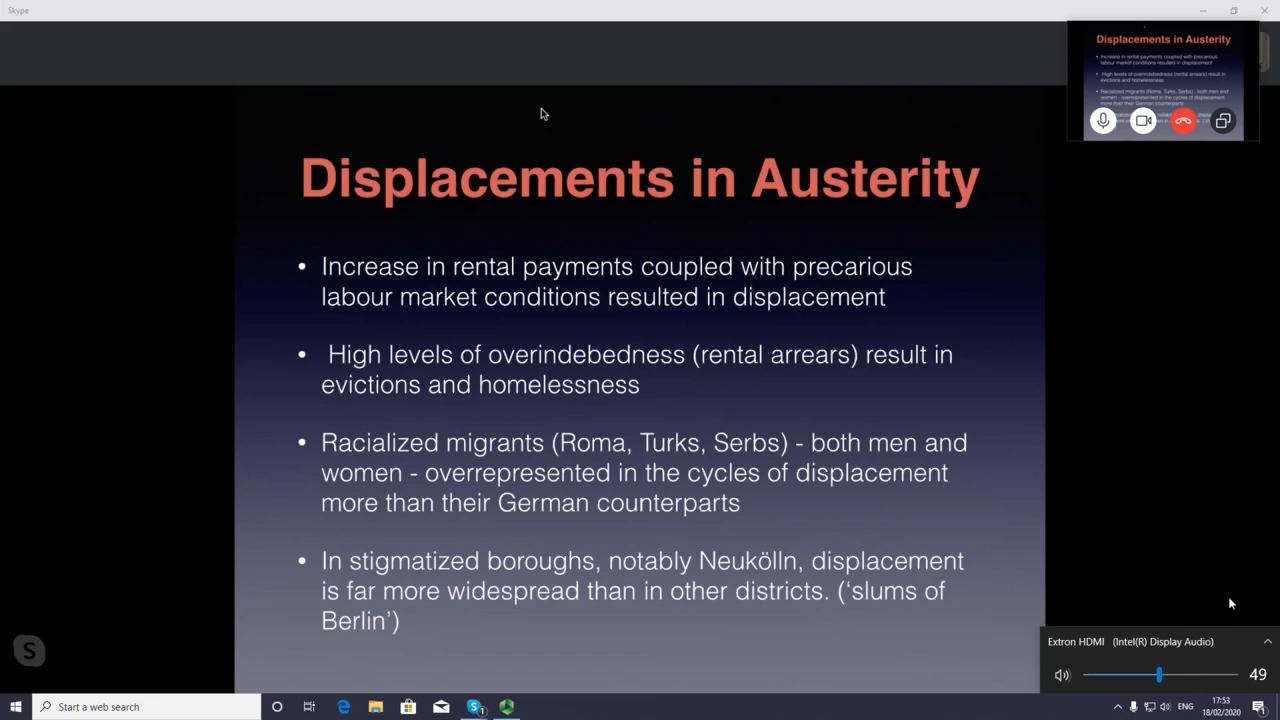 Skype
Displacements in Austerity
• Increase in rental payments coupled with precarious
labour market conditions resulted in displacement
• High levels of overindebedness (rental arrears) result in
evictions and homelessness
• Racialized migrants (Roma, Turks, Serbs) - both men and
women - overrepresented in the cycles of displacement
more than their German counterparts
Displacements in Austerity
• Increase in rental payments coupled with precarious
labour market conditions resulted in displacement
• High levels of overindebedness (rental arrears) result in
evictions and homelessness
• Racialized migrants (Roma, Turks, Serbs) - both men and
women - overrepresented in the cycles of displacement
more than their German counterparts
• In stigmatized boroughs, notably Neukölln, displacement
is far more widespread than in other districts. (‘slums of
Berlin’)
S
Extron HDMI (Intel(R) Display Audio)
49
Start a web search
1
ENG
17:53
18/02/2020
1